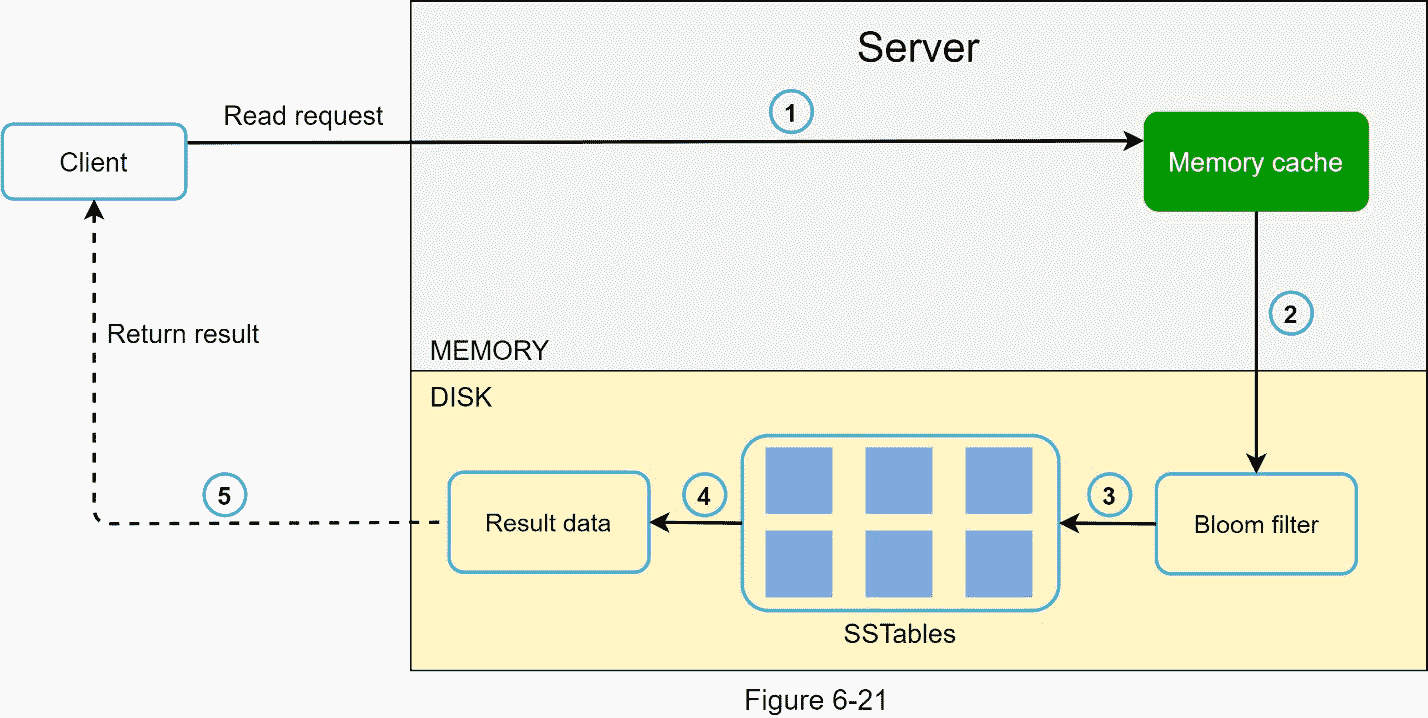 Server
Read request
1
Client
Memory cache
2
Return result
MEMORY
DISK
5
Result data
4
3
Bloom filter
SSTables
Figure 6-21